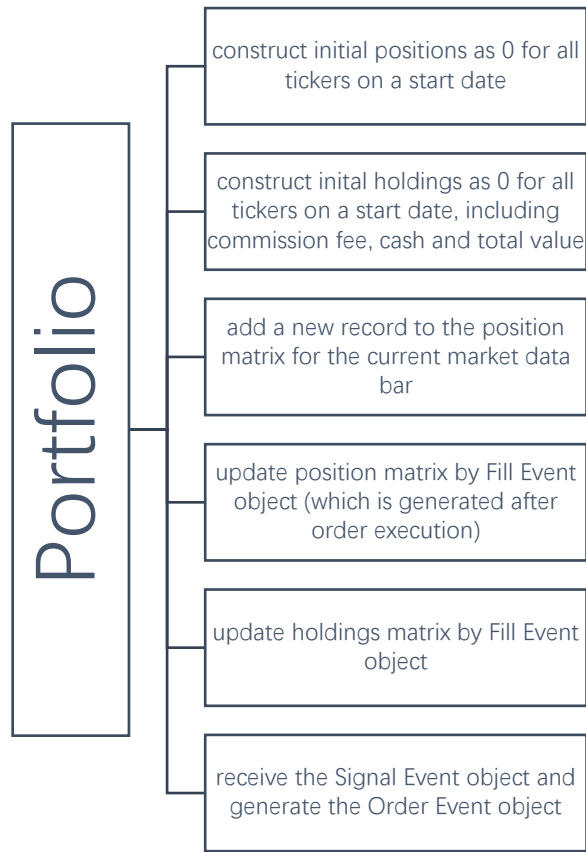 Portfolio
construct initial positions as 0 for all
tickers on a start date
construct inital holdings as 0 for all
tickers on a start date, including
commission fee, cash and total value
add a new record to the position
matrix for the current market data
bar
update position matrix by Fill Event
object (which is generated after
order execution)
update holdings matrix by Fill Event
object
receive the Signal Event object and
generate the Order Event object